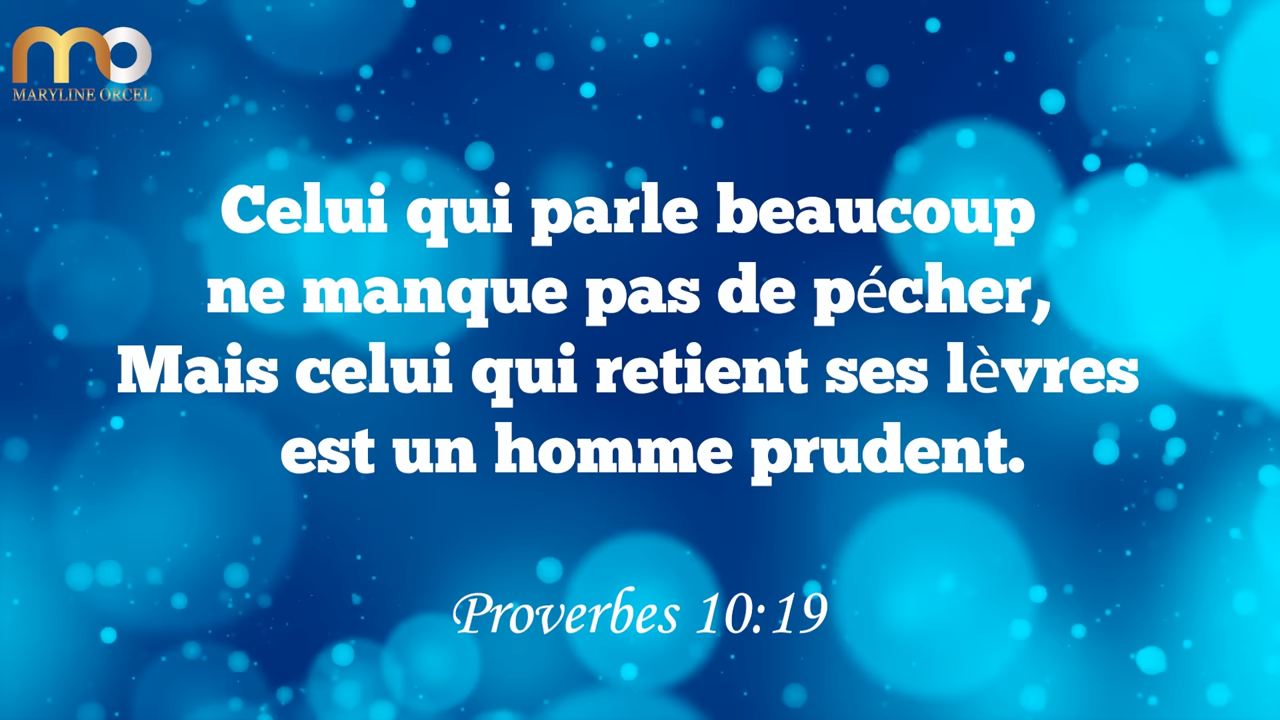 mo
MARYLINE ORCEL
Celui qui parle beaucoup
ne manque pas de pécher,
Mais celui qui retient ses lèvres
est un homme prudent.
Proverbes 10:19